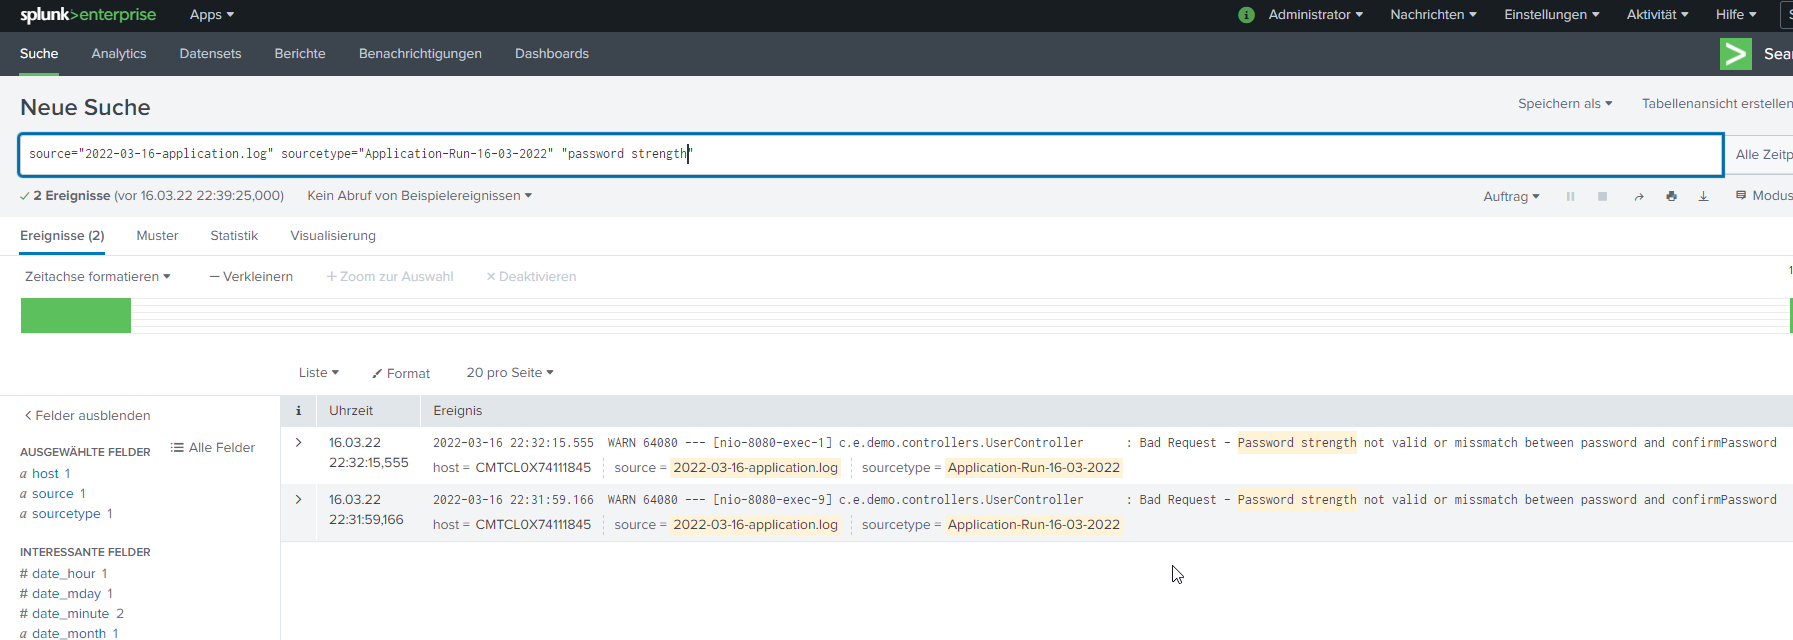 splunk>enterprise Apps Administrator Nachrichten Einstellungen Aktivität Hilfe
Suche Analytics Datensets Berichte Benachrichtigungen Dashboards
Neue Suche Speichern als Tabellenansicht erstellen
source="2022-03-16-application.log" sourcetype="Application-Run-16-03-2022" "password strength" Alle Zeitp
2 Ereignisse (vor 16.03.22 22:39:25,000) Kein Abruf von Beispielereignissen Auftrag Modus
Ereignisse (2) Muster Statistik Visualisierung
Zeitachse formatieren — Verkleinern + Zoom zur Auswahl × Deaktivieren
Liste Format 20 pro Seite
< Felder ausblenden i Uhrzeit Ereignis
AUSGEWÄHLTE FELDER Alle Felder
a host 1
a source 1
a sourcetype 1
INTERESSANTE FELDER
# date_hour 1
# date_mday 1
# date_minute 2
a date_month 1
> 16.03.22 2022-03-16 22:32:15.555 WARN 64080 --- [nio-8080-exec-1] c.e.demo.controllers.UserController : Bad Request - Password strength not valid or missmatch between password and confirmPassword
22:32:15,555 host = CMTCL0X74111845 source = 2022-03-16-application.log sourcetype = Application-Run-16-03-2022
> 16.03.22 2022-03-16 22:31:59.166 WARN 64080 --- [nio-8080-exec-9] c.e.demo.controllers.UserController : Bad Request - Password strength not valid or missmatch between password and confirmPassword
22:31:59,166 host = CMTCL0X74111845 source = 2022-03-16-application.log sourcetype = Application-Run-16-03-2022